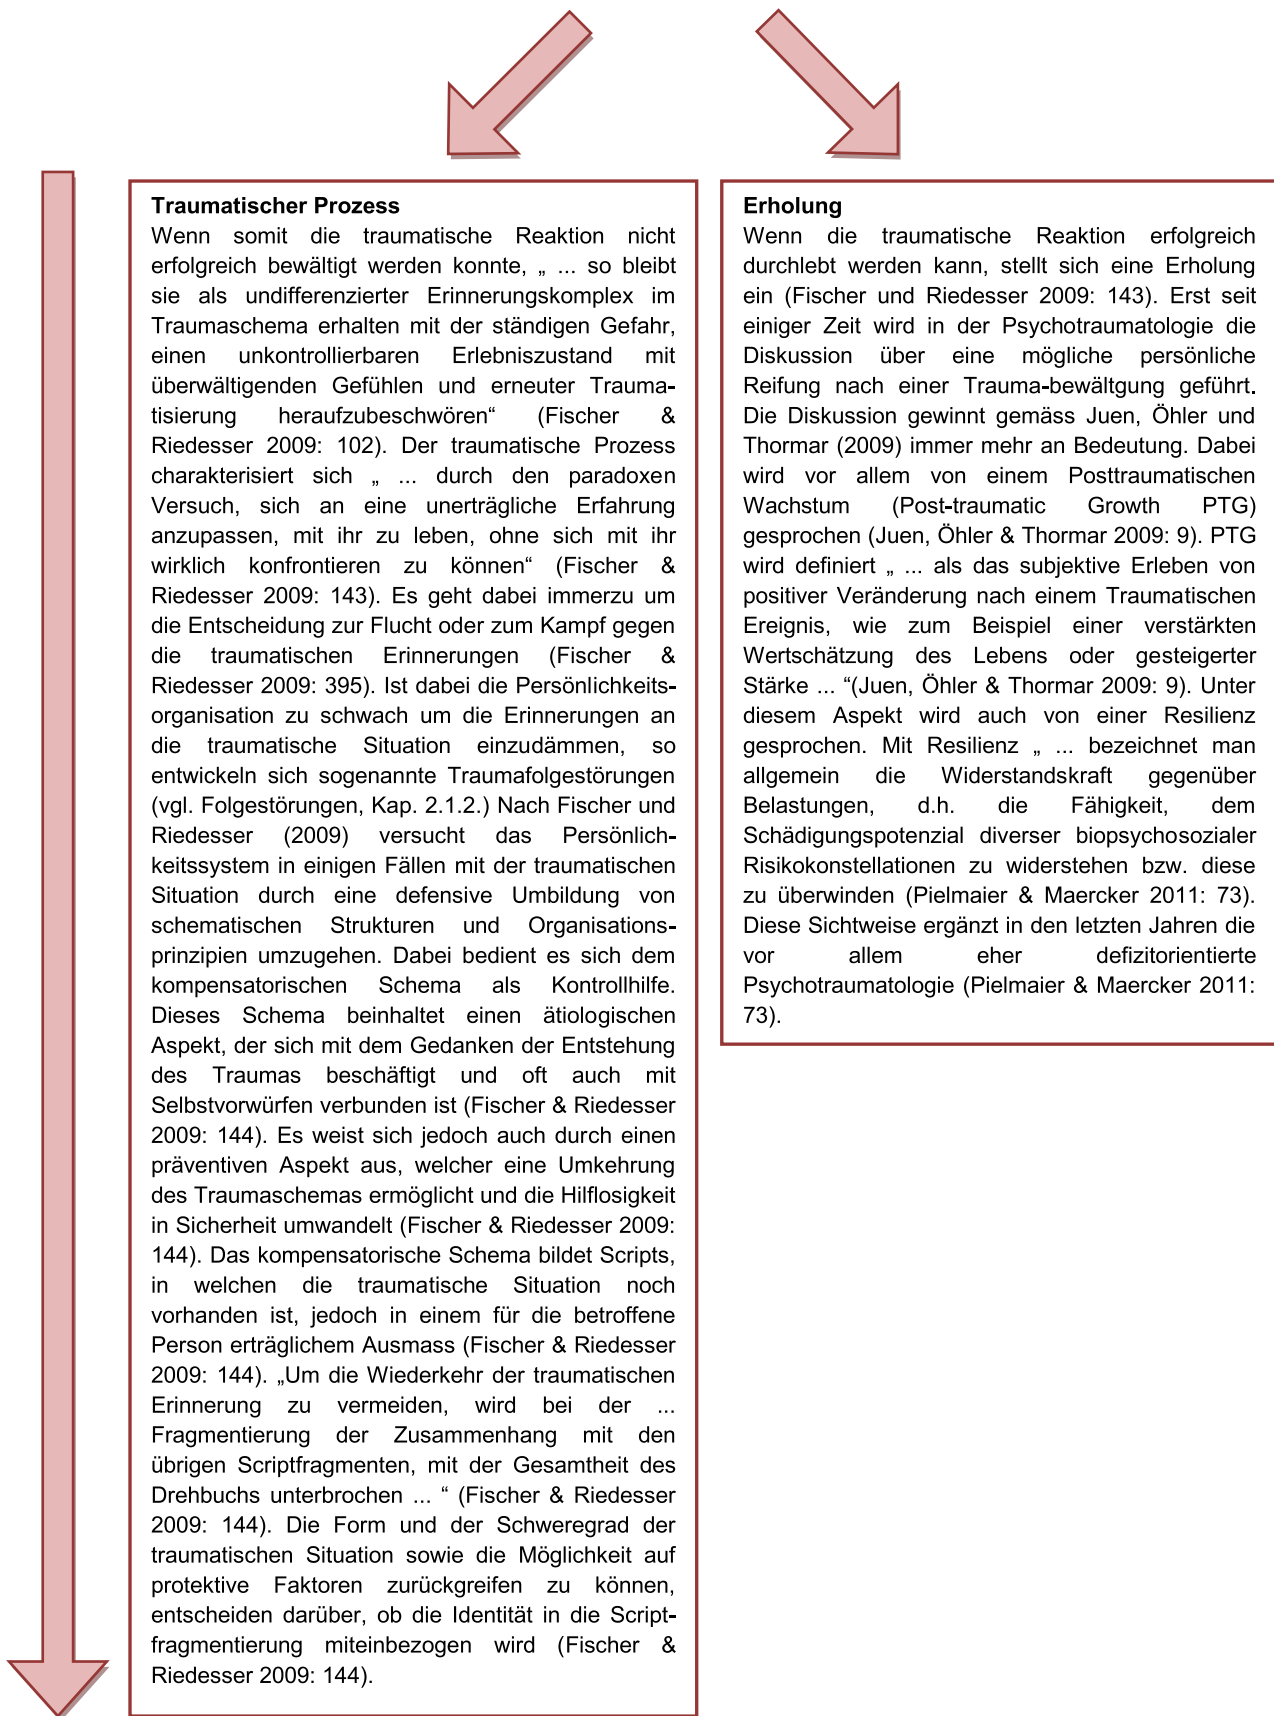 Traumatischer Prozess
Wenn somit die traumatische Reaktion nicht
erfolgreich bewältigt werden konnte, „ ... so bleibt
sie als undifferenzierter Erinnerungskomplex im
Traumaschema erhalten mit der ständigen Gefahr,
einen unkontrollierbaren Erlebniszustand mit
überwältigenden Gefühlen und erneuter Trauma-
tisierung heraufzubeschwören“ (Fischer &
Riedesser 2009: 102). Der traumatische Prozess
charakterisiert sich „ ... durch den paradoxen
Versuch, sich an eine unerträgliche Erfahrung
anzupassen, mit ihr zu leben, ohne sich mit ihr
wirklich konfrontieren zu können“ (Fischer &
Riedesser 2009: 143). Es geht dabei immerzu um
die Entscheidung zur Flucht oder zum Kampf gegen
die traumatischen Erinnerungen (Fischer &
Riedesser 2009: 395). Ist dabei die Persönlichkeits-
organisation zu schwach um die Erinnerungen an
die traumatische Situation einzudämmen, so
entwickeln sich sogenannte Traumafolgestörungen
(vgl. Folgestörungen, Kap. 2.1.2.) Nach Fischer und
Riedesser (2009) versucht das Persönlich-
keitssystem in einigen Fällen mit der traumatischen
Situation durch eine defensive Umbildung von
schematischen Strukturen und Organisations-
prinzipien umzugehen. Dabei bedient es sich dem
kompensatorischen Schema als Kontrollhilfe.
Dieses Schema beinhaltet einen ätiologischen
Aspekt, der sich mit dem Gedanken der Entstehung
des Traumas beschäftigt und oft auch mit
Selbstvorwürfen verbunden ist (Fischer & Riedesser
2009: 144). Es weist sich jedoch auch durch einen
präventiven Aspekt aus, welcher eine Umkehrung
des Traumaschemas ermöglicht und die Hilflosigkeit
in Sicherheit umwandelt (Fischer & Riedesser 2009:
144). Das kompensatorische Schema bildet Scripts,
in welchen die traumatische Situation noch
vorhanden ist, jedoch in einem für die betroffene
Person erträglichem Ausmass (Fischer & Riedesser
2009: 144). „Um die Wiederkehr der traumatischen
Erinnerung zu vermeiden, wird bei der ...
Fragmentierung der Zusammenhang mit den
übrigen Scriptfragmenten, mit der Gesamtheit des
Drehbuchs unterbrochen ... “ (Fischer & Riedesser
2009: 144). Die Form und der Schweregrad der
traumatischen Situation sowie die Möglichkeit auf
protektive Faktoren zurückgreifen zu können,
entscheiden darüber, ob die Identität in die Script-
fragmentierung miteinbezogen wird (Fischer &
Riedesser 2009: 144).
Erholung
Wenn die traumatische Reaktion erfolgreich
durchlebt werden kann, stellt sich eine Erholung
ein (Fischer und Riedesser 2009: 143). Erst seit
einiger Zeit wird in der Psychotraumatologie die
Diskussion über eine mögliche persönliche
Reifung nach einer Trauma-bewältgung geführt.
Die Diskussion gewinnt gemäss Juen, Öhler und
Thormar (2009) immer mehr an Bedeutung. Dabei
wird vor allem von einem Posttraumatischen
Wachstum (Post-traumatic Growth PTG)
gesprochen (Juen, Öhler & Thormar 2009: 9). PTG
wird definiert „ ... als das subjektive Erleben von
positiver Veränderung nach einem Traumatischen
Ereignis, wie zum Beispiel einer verstärkten
Wertschätzung des Lebens oder gesteigerter
Stärke ... “(Juen, Öhler & Thormar 2009: 9). Unter
diesem Aspekt wird auch von einer Resilienz
gesprochen. Mit Resilienz „ ... bezeichnet man
allgemein die Widerstandskraft gegenüber
Belastungen, d.h. die Fähigkeit, dem
Schädigungspotenzial diverser biopsychosozialer
Risikokonstellationen zu widerstehen bzw. diese
zu überwinden (Pielmaier & Maercker 2011: 73).
Diese Sichtweise ergänzt in den letzten Jahren die
vor allem eher defizitorientierte
Psychotraumatologie (Pielmaier & Maercker 2011:
73).